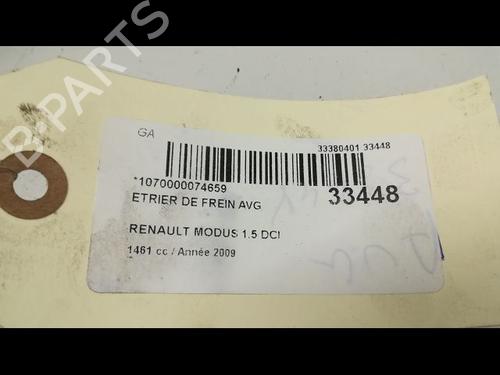 GA
33380401 33448
*1070000074659
33448
ETRIER DE FREIN AVG
RENAULT MODUS 1.5 DCI
1461 cc / Année 2009
B-PARTS